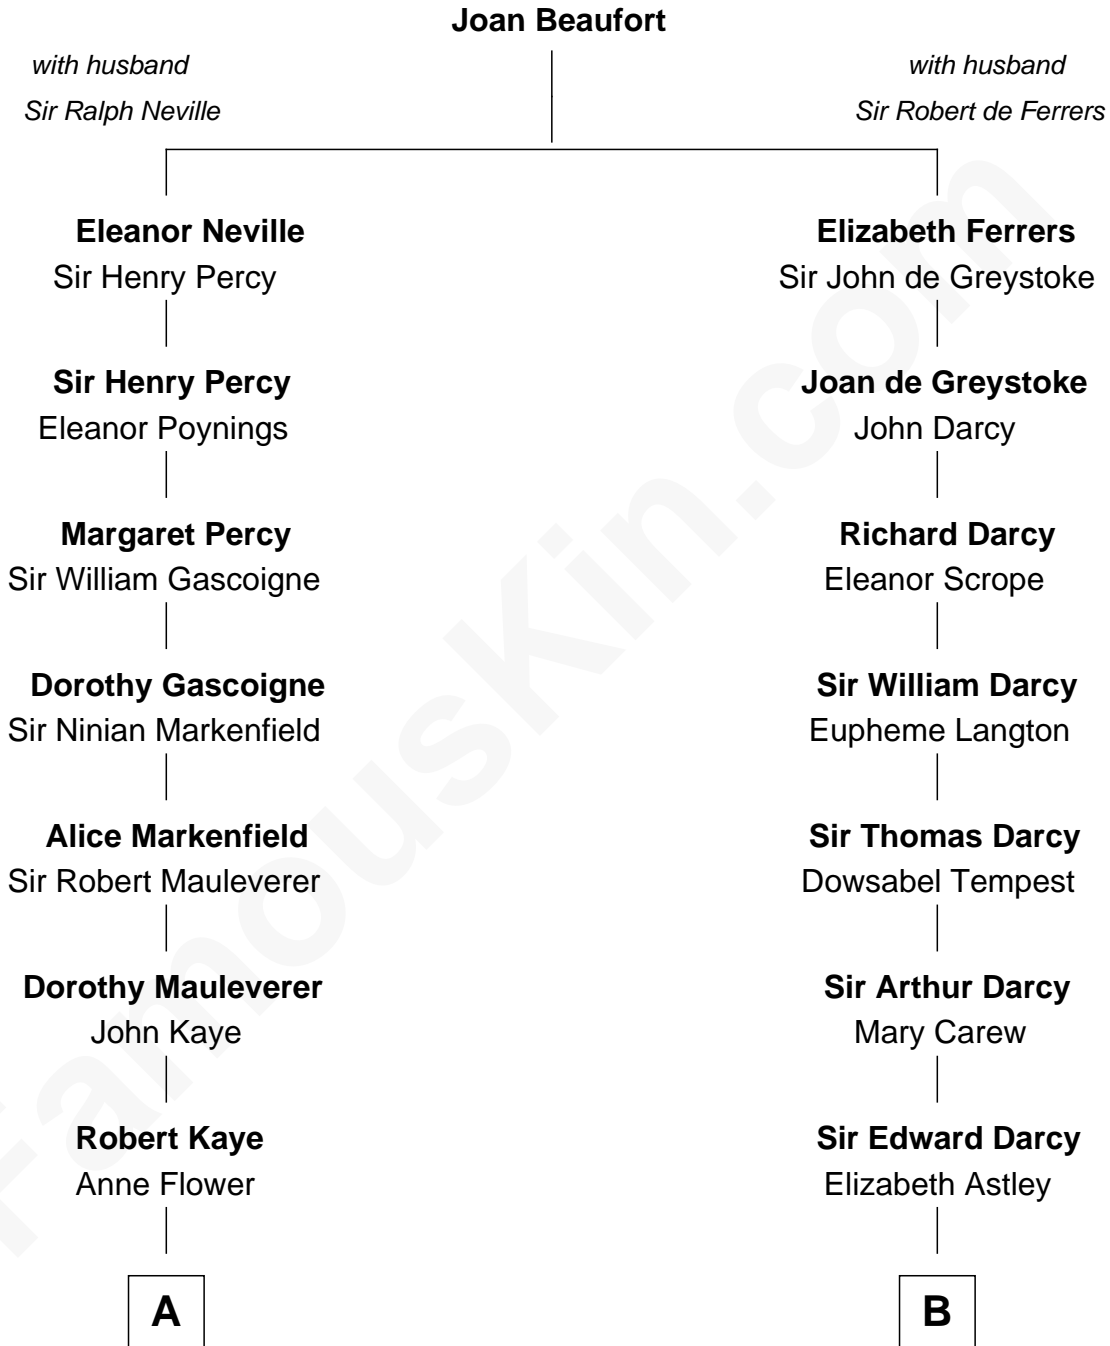 Joan Beaufort
with husband
Sir Ralph Neville
with husband
Sir Robert de Ferrers
Eleanor Neville
Sir Henry Percy
Elizabeth Ferrers
Sir John de Greystoke
Sir Henry Percy
Eleanor Poynings
Joan de Greystoke
John Darcy
Margaret Percy
Sir William Gascoigne
Richard Darcy
Eleanor Scrope
Dorothy Gascoigne
Sir Ninian Markenfield
Sir William Darcy
Eupheme Langton
Alice Markenfield
Sir Robert Mauleverer
Sir Thomas Darcy
Dowsabel Tempest
Dorothy Mauleverer
John Kaye
Sir Arthur Darcy
Mary Carew
Robert Kaye
Anne Flower
Sir Edward Darcy
Elizabeth Astley
A
B
FamousKin.com